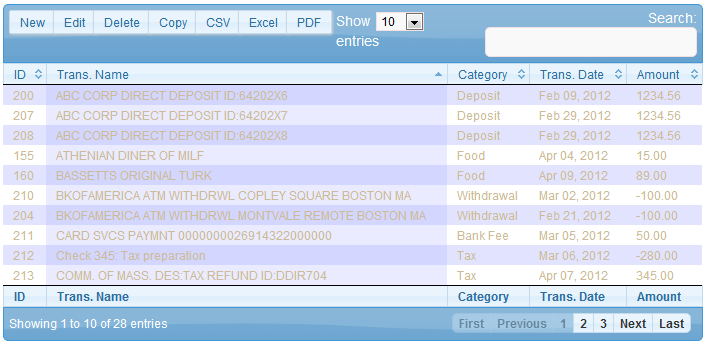 New Edit Delete Copy CSV Excel PDF Show 10 entries Search:
ID Trans. Name Category Trans. Date Amount
200 ABC CORP DIRECT DEPOSIT ID:64202X6 Deposit Feb 09, 2012 1234.56
207 ABC CORP DIRECT DEPOSIT ID:64202X7 Deposit Feb 29, 2012 1234.56
208 ABC CORP DIRECT DEPOSIT ID:64202X8 Deposit Feb 29, 2012 1234.56
155 ATHENIAN DINER OF MILF Food Apr 04, 2012 15.00
160 BASSETTS ORIGINAL TURK Food Apr 09, 2012 89.00
210 BKOFAMERICA ATM WITHDRWL COPLEY SQUARE BOSTON MA Withdrawal Mar 02, 2012 -100.00
204 BKOFAMERICA ATM WITHDRWL MONTVALE REMOTE BOSTON MA Withdrawal Feb 21, 2012 -100.00
211 CARD SVCS PAYMNT 0000000026914322000000 Bank Fee Mar 05, 2012 50.00
212 Check 345: Tax preparation Tax Mar 06, 2012 -280.00
213 COMM. OF MASS. DES:TAX REFUND ID:DDIR704 Tax Apr 07, 2012 345.00
ID Trans. Name Category Trans. Date Amount
Showing 1 to 10 of 28 entries First Previous 1 2 3 Next Last